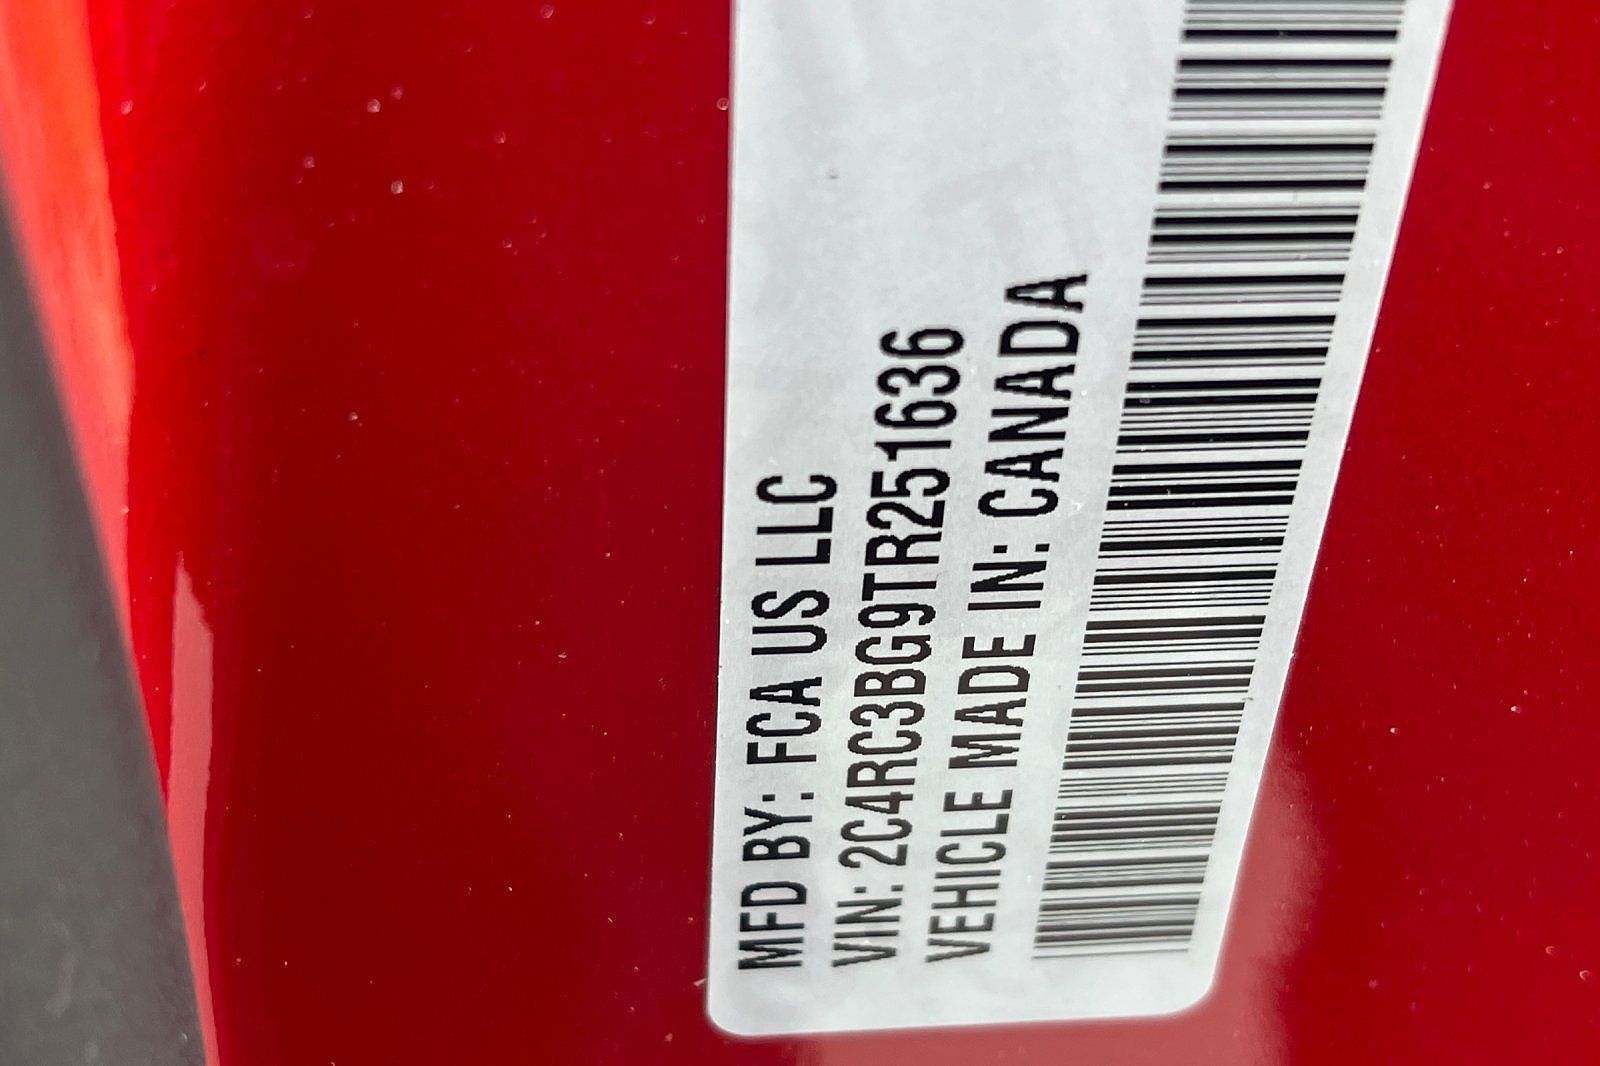 MFD BY: FCA US LLC
VIN: 2C4RC3BG9TR251636
VEHICLE MADE IN: CANADA